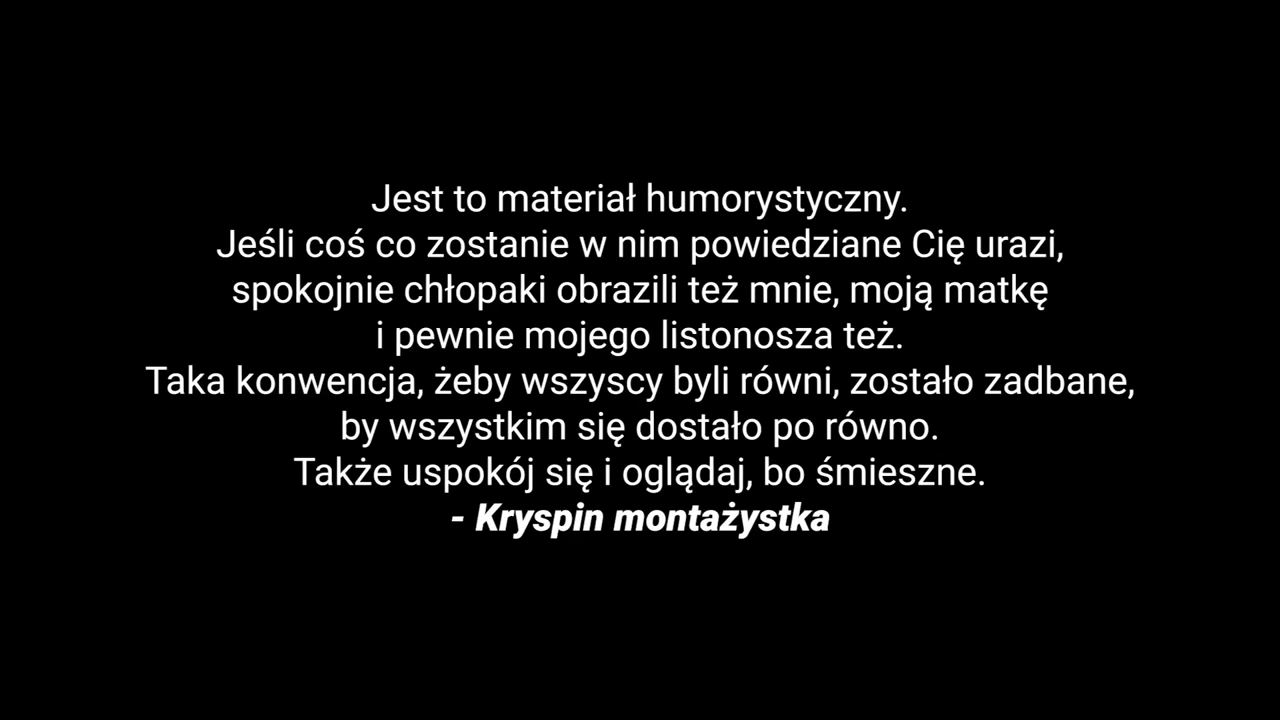 Jest to materiał humorystyczny.
Jeśli coś co zostanie w nim powiedziane Cię urazi,
spokojnie chłopaki obrazili też mnie, moją matkę
i pewnie mojego listonosza też.
Taka konwencja, żeby wszyscy byli równi, zostało zadbane,
by wszystkim się dostało po równo.
Także uspokój się i oglądaj, bo śmieszne.
- Kryspin montażystka